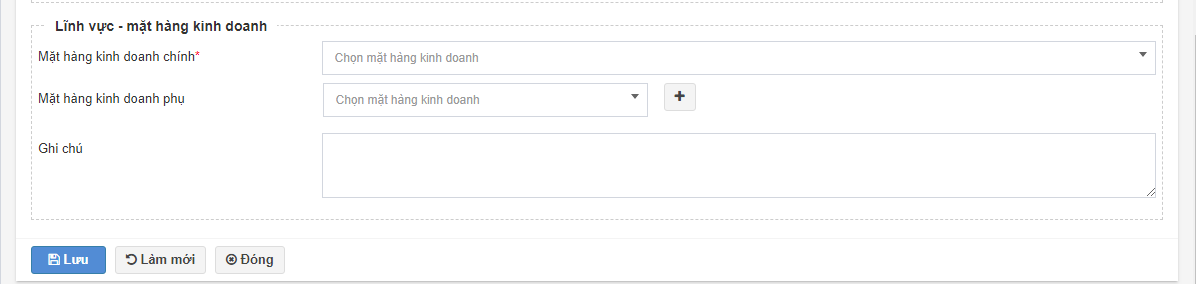 Lĩnh vực - mặt hàng kinh doanh
Mặt hàng kinh doanh chính*
Chọn mặt hàng kinh doanh
Mặt hàng kinh doanh phụ
Chọn mặt hàng kinh doanh
Ghi chú
Lưu
Làm mới
Đóng